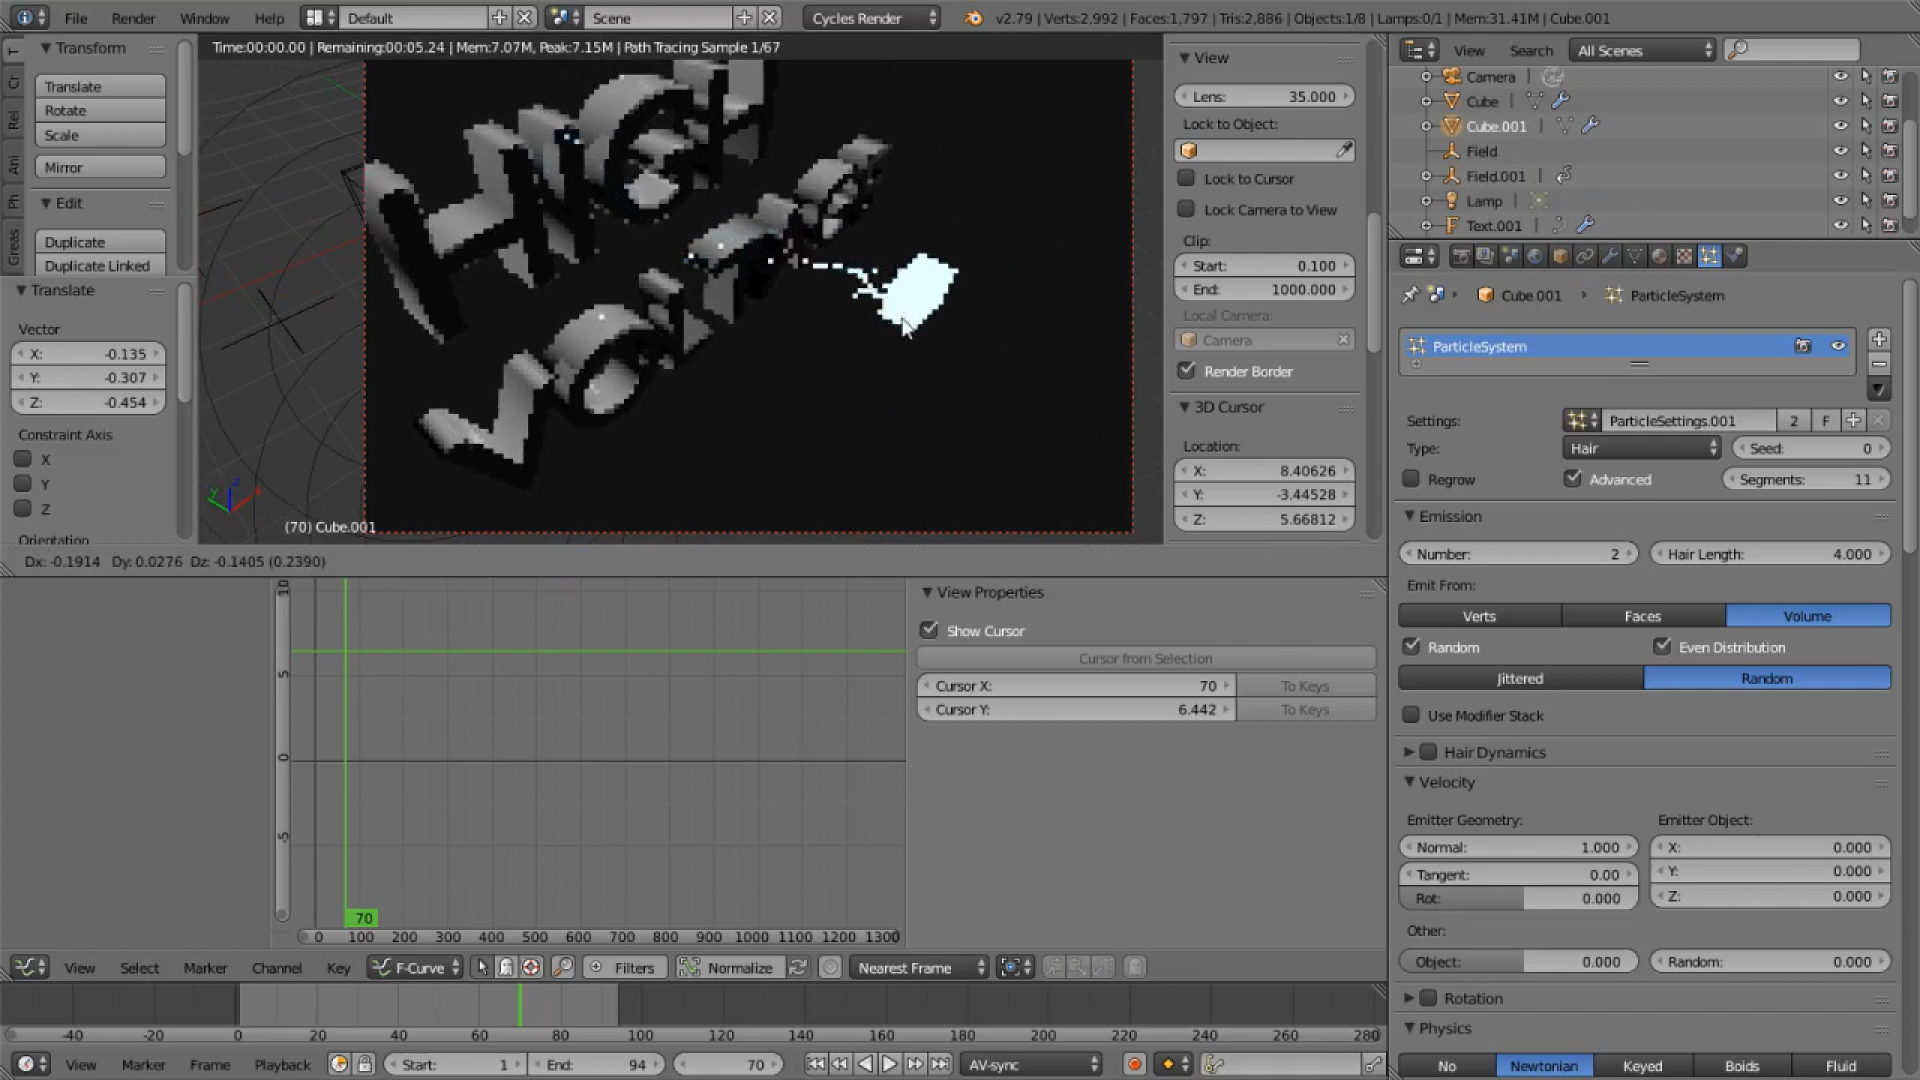 File Render Window Help Default Scene Cycles Render v2.79 | Verts:2,992 | Faces:1,797 | Tris:2,886 | Objects:1/8 | Lamps:0/1 | Mem:31.41M | Cube.001
Time:00:00.00 | Remaining:00:05.24 | Mem:7.07M, Peak:7.15M | Path Tracing Sample 1/67
Transform
Translate
Rotate
Scale
Mirror
Edit
Duplicate
Duplicate Linked
T
Cr
Rel
Ani
Ph
Greas
Translate
Vector
X: -0.135
Y: -0.307
Z: -0.454
Constraint Axis
X
Y
Z
Orientation
z
y
x
(70) Cube.001
View
Lens: 35.000
Lock to Object:
Lock to Cursor
Lock Camera to View
Clip:
Start: 0.100
End: 1000.000
Local Camera:
Camera
Render Border
3D Cursor
Location:
X: 8.40626
Y: -3.44528
Z: 5.66812
View Search All Scenes
Camera |
Cube |
Cube.001 |
Field
Field.001 |
Lamp |
Text.001 |
Cube.001 ParticleSystem
ParticleSystem
Settings: ParticleSettings.001 2 F
Type: Hair Seed: 0
Regrow Advanced Segments: 11
Emission
Number: 2 Hair Length: 4.000
Emit From:
Verts Faces Volume
Random Even Distribution
Jittered Random
Use Modifier Stack
Hair Dynamics
Velocity
Emitter Geometry: Emitter Object:
Normal: 1.000 X: 0.000
Tangent: 0.00 Y: 0.000
Rot: 0.000 Z: 0.000
Other:
Object: 0.000 Random: 0.000
Rotation
Physics
No Newtonian Keyed Boids Fluid
Dx: -0.1914 Dy: 0.0276 Dz: -0.1405 (0.2390)
10
5
0
-5
70
0 100 200 300 400 500 600 700 800 900 1000 1100 1200 1300
View Properties
Show Cursor
Cursor from Selection
Cursor X: 70 To Keys
Cursor Y: 6.442 To Keys
View Select Marker Channel Key F-Curve Filters Normalize Nearest Frame
-40 -20 0 20 40 60 80 100 120 140 160 180 200 220 240 260 280
View Marker Frame Playback Start: 1 End: 94 70 AV-sync